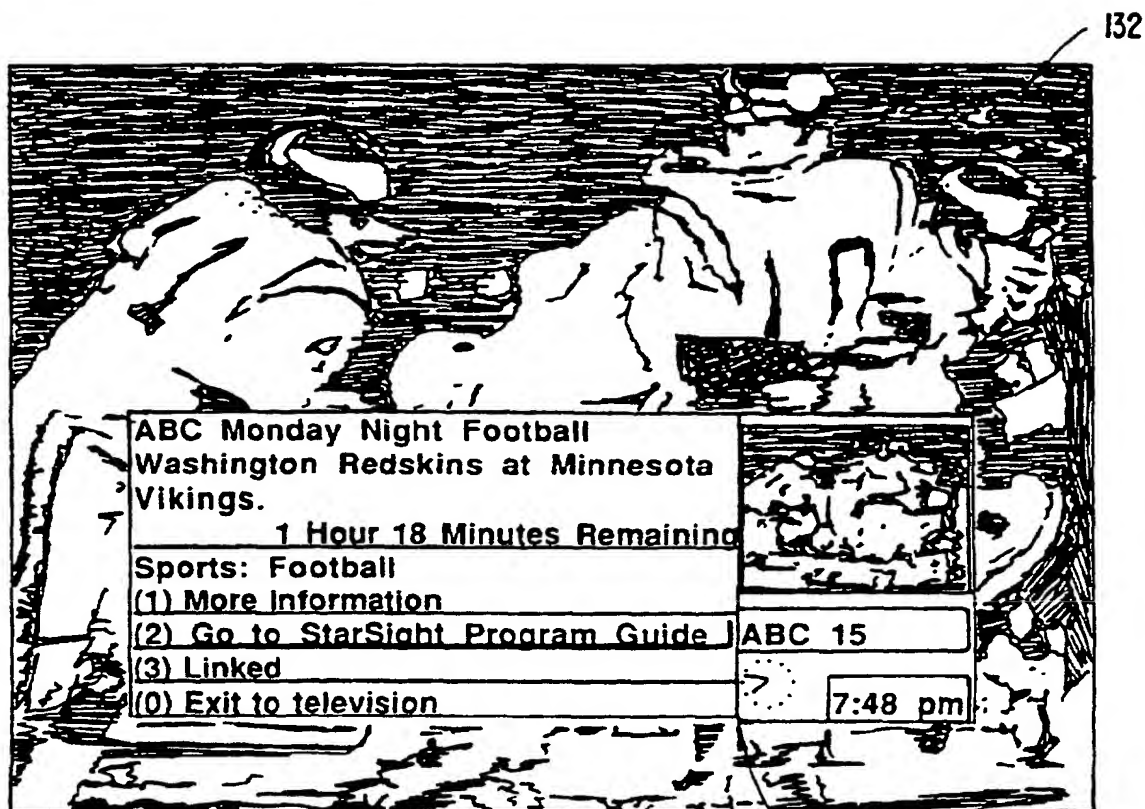 132
ABC Monday Night Football
Washington Redskins at Minnesota
Vikings.
1 Hour 18 Minutes Remaining
Sports: Football
(1) More Information
(2) Go to StarSight Program Guide
ABC 15
(3) Linked
(0) Exit to television
7:48 pm